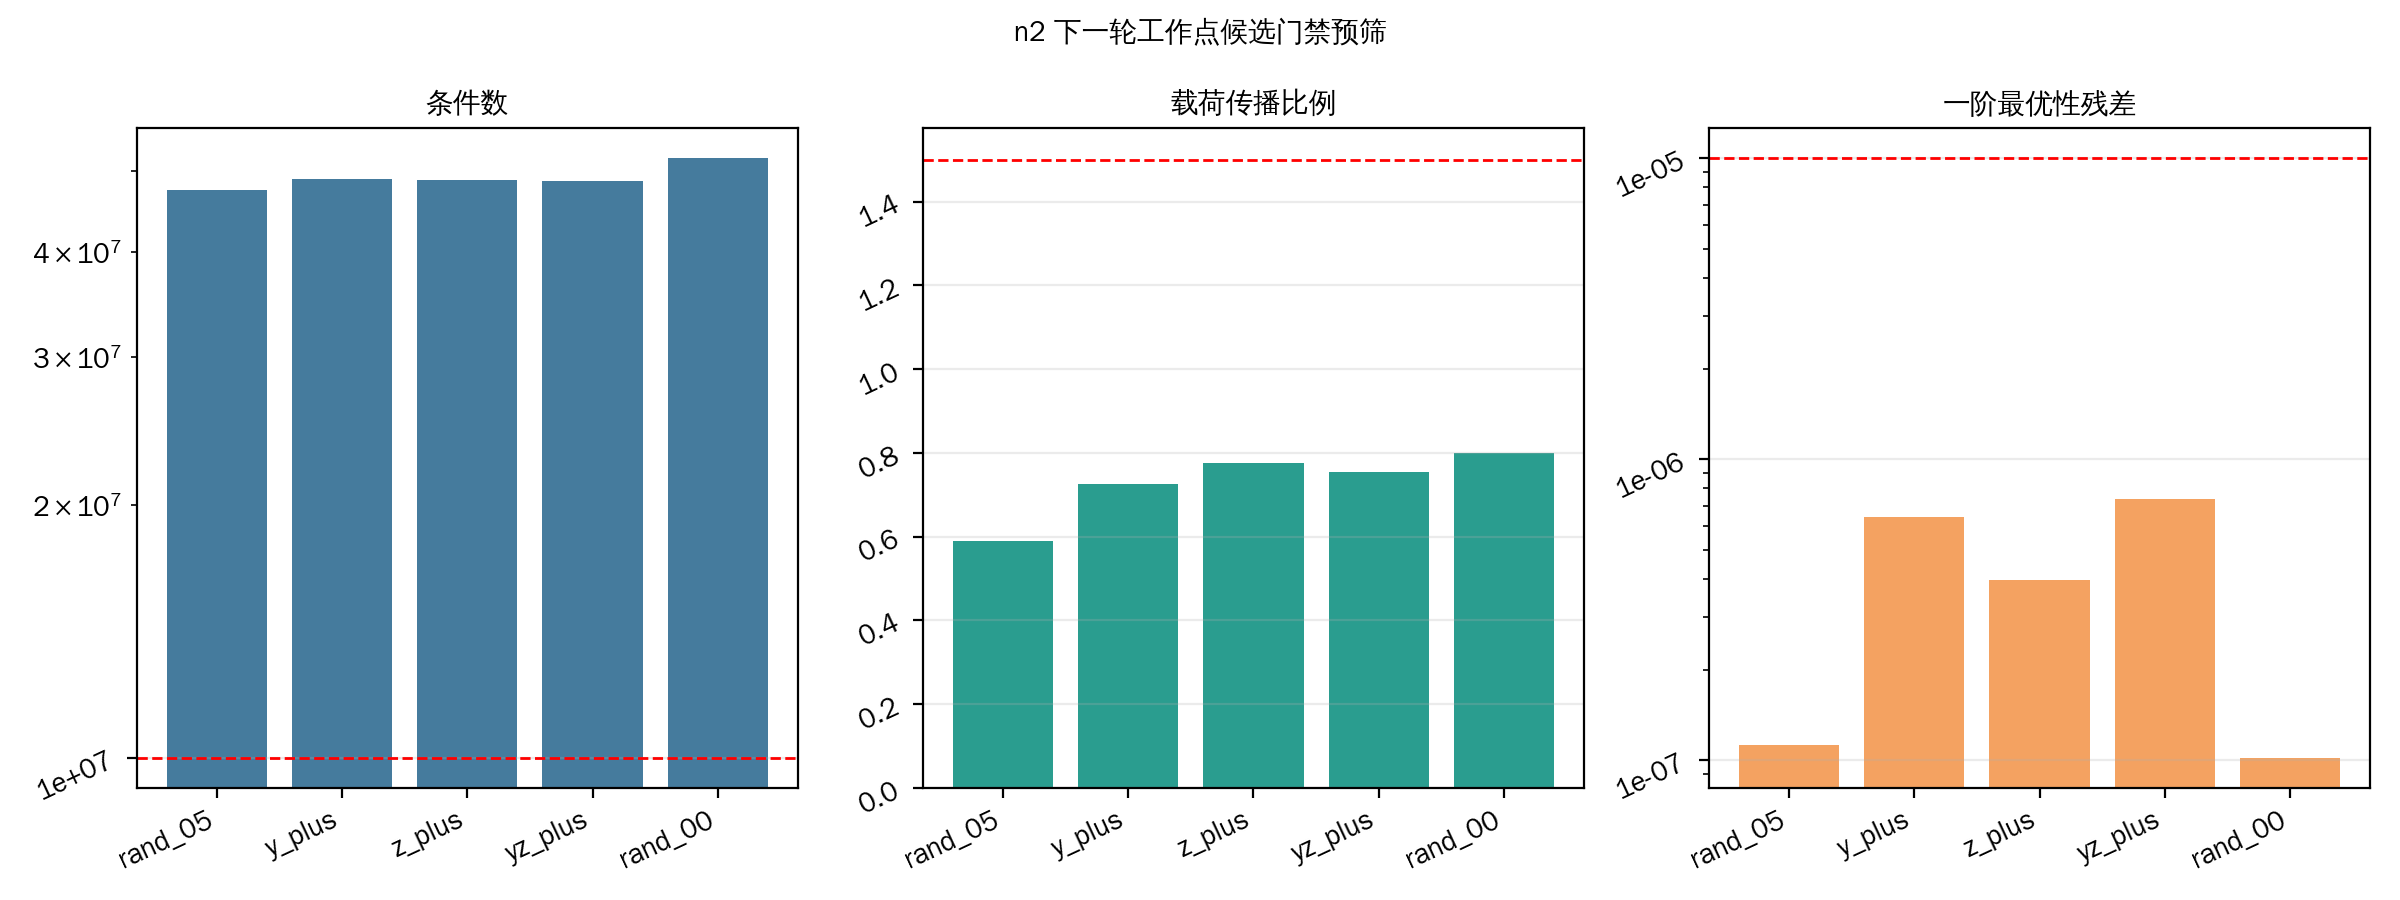 n2 下一轮工作点候选门禁预筛
条件数
4×10⁷
3×10⁷
2×10⁷
1e+07
rand_05
y_plus
z_plus
yz_plus
rand_00
载荷传播比例
1.4
1.2
1.0
0.8
0.6
0.4
0.2
0.0
rand_05
y_plus
z_plus
yz_plus
rand_00
一阶最优性残差
1e-05
1e-06
1e-07
rand_05
y_plus
z_plus
yz_plus
rand_00